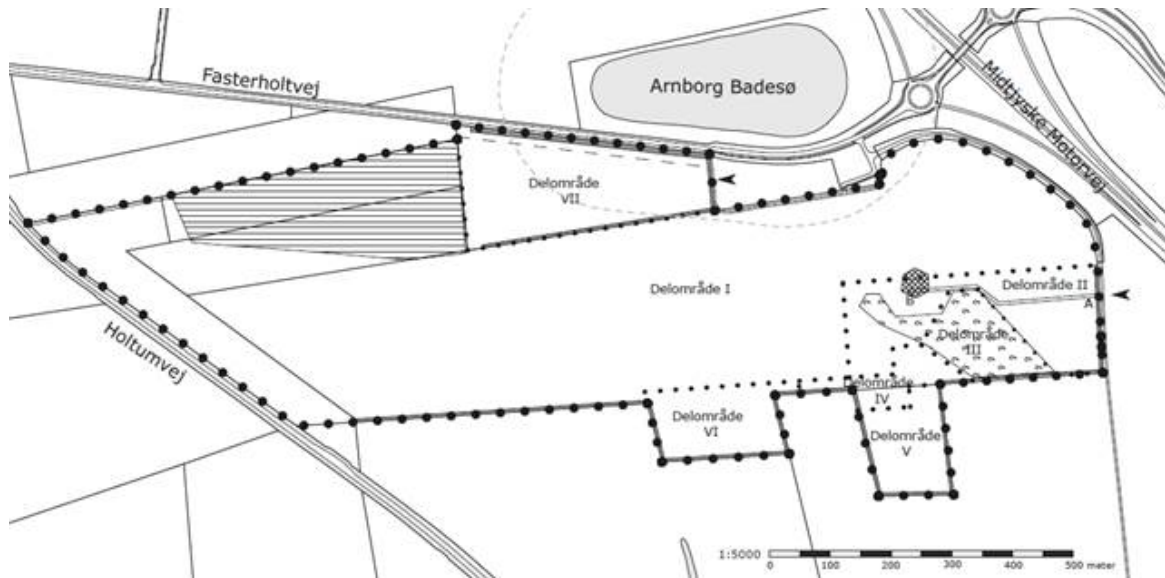 Fasterholtvej
Arnborg Badesø
Midtjyske Motorvej
Delområde
VII
Delområde I
Delområde II
B
A
Delområde
III
Holtumvej
Delområde
IV
Delområde
VI
Delområde
V
1:5000
0 100 200 300 400 500 meter